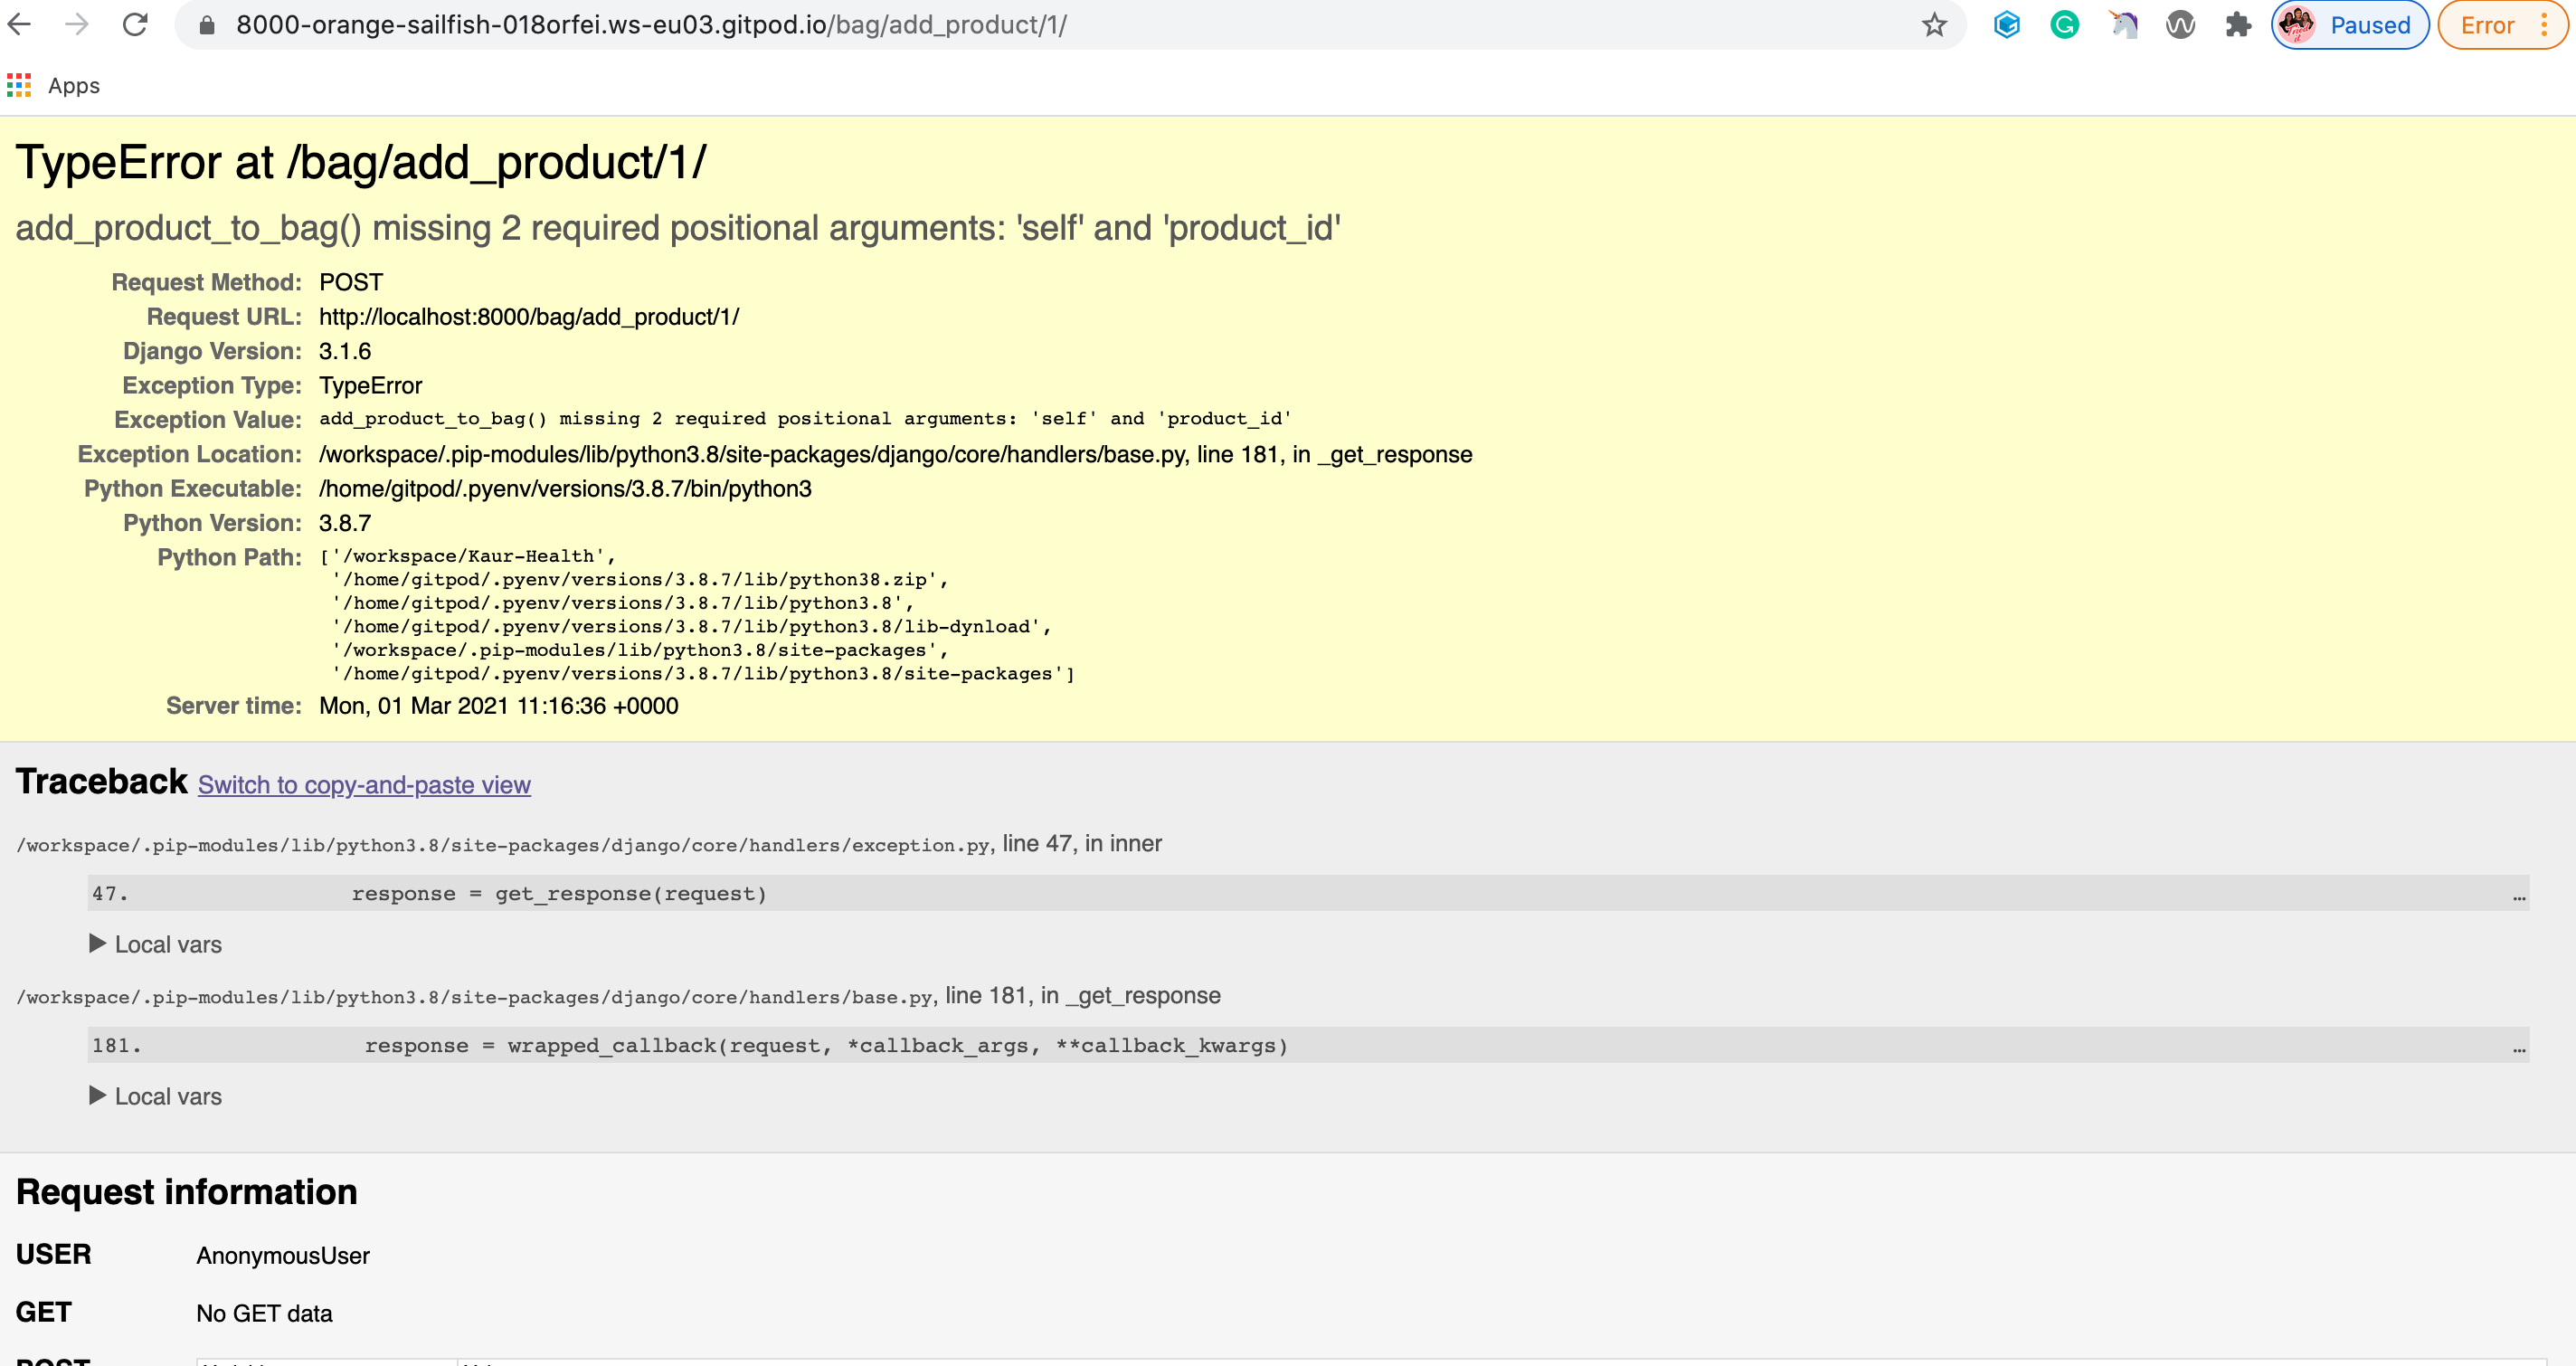 8000-orange-sailfish-018orfei.ws-eu03.gitpod.io/bag/add_product/1/
Paused
Error
Apps
TypeError at /bag/add_product/1/
add_product_to_bag() missing 2 required positional arguments: 'self' and 'product_id'
Request Method: POST
Request URL: http://localhost:8000/bag/add_product/1/
Django Version: 3.1.6
Exception Type: TypeError
Exception Value: add_product_to_bag() missing 2 required positional arguments: 'self' and 'product_id'
Exception Location: /workspace/.pip-modules/lib/python3.8/site-packages/django/core/handlers/base.py, line 181, in _get_response
Python Executable: /home/gitpod/.pyenv/versions/3.8.7/bin/python3
Python Version: 3.8.7
Python Path: ['/workspace/Kaur-Health',
'/home/gitpod/.pyenv/versions/3.8.7/lib/python38.zip',
'/home/gitpod/.pyenv/versions/3.8.7/lib/python3.8',
'/home/gitpod/.pyenv/versions/3.8.7/lib/python3.8/lib-dynload',
'/workspace/.pip-modules/lib/python3.8/site-packages',
'/home/gitpod/.pyenv/versions/3.8.7/lib/python3.8/site-packages']
Server time: Mon, 01 Mar 2021 11:16:36 +0000
Traceback Switch to copy-and-paste view
/workspace/.pip-modules/lib/python3.8/site-packages/django/core/handlers/exception.py, line 47, in inner
47. response = get_response(request) …
Local vars
/workspace/.pip-modules/lib/python3.8/site-packages/django/core/handlers/base.py, line 181, in _get_response
181. response = wrapped_callback(request, *callback_args, **callback_kwargs) …
Local vars
Request information
USER AnonymousUser
GET No GET data
POST